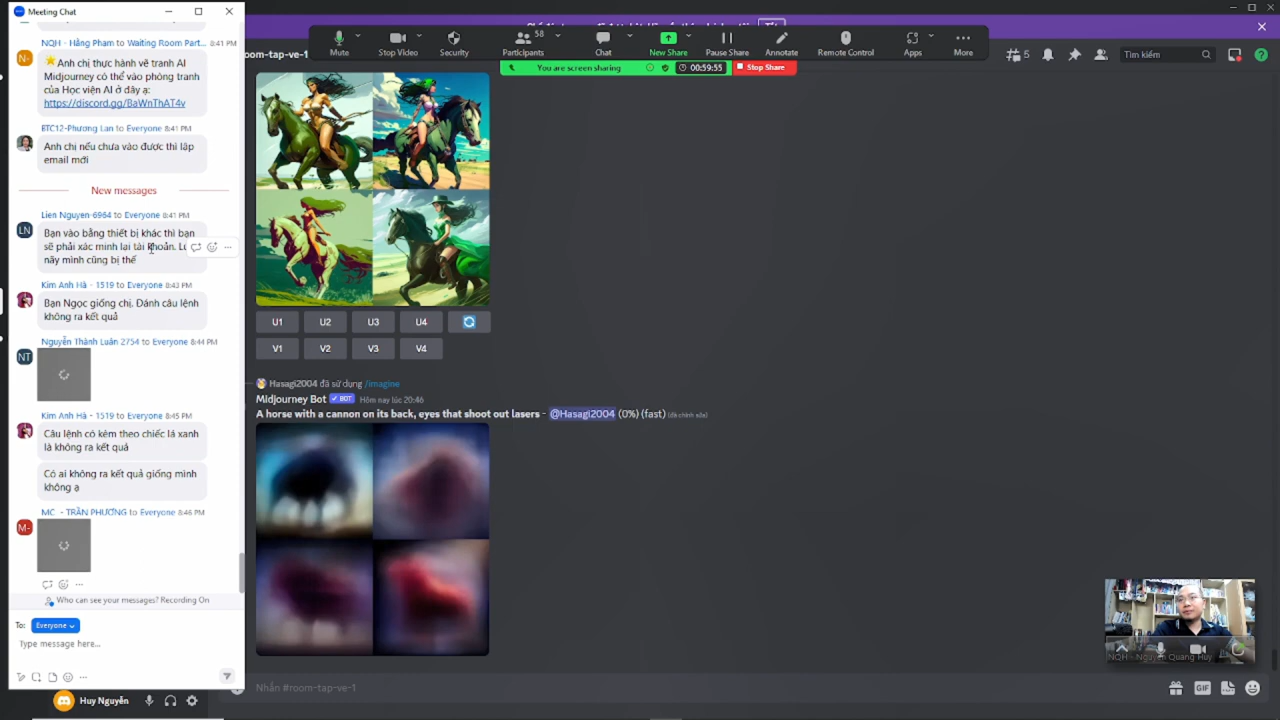 Meeting Chat
NQH - Hằng Phạm to Waiting Room Part... 8:41 PM
N-
⭐Anh chị thực hành vẽ tranh AI
Midjourney có thể vào phòng tranh
của Học viện AI ở đây ạ:
https://discord.gg/BaWnThAT4v
BTC12-Phương Lan to Everyone 8:41 PM
Anh chị nếu chưa vào được thì lập
email mới
New messages
Lien Nguyen-6964 to Everyone 8:41 PM
LN
Bạn vào bằng thiết bị khác thì bạn
sẽ phải xác minh lại tài khoản. Lú
nãy mình cũng bị thế
Kim Anh Hà - 1519 to Everyone 8:43 PM
Bạn Ngọc giống chị. Đánh câu lệnh
không ra kết quả
Nguyễn Thành Luân 2754 to Everyone 8:44 PM
NT
Kim Anh Hà - 1519 to Everyone 8:45 PM
Câu lệnh có kèm theo chiếc lá xanh
là không ra kết quả
Có ai không ra kết quả giống mình
không ạ
MC - TRẦN PHƯƠNG to Everyone 8:46 PM
M-
Who can see your messages? Recording On
To: Everyone
Type message here...
Huy Nguyễn
Mute
Stop Video
Security
58
Participants
Chat
New Share
Pause Share
Annotate
Remote Control
Apps
More
You are screen sharing
00:59:55
Stop Share
oom-tap-ve-1
5
Tìm kiếm
U1 U2 U3 U4
V1 V2 V3 V4
Hasagi2004 đã sử dụng /imagine
Midjourney Bot ✓ BOT Hôm nay lúc 20:46
A horse with a cannon on its back, eyes that shoot out lasers - @Hasagi2004 (0%) (fast) (đã chỉnh sửa)
NQH - Nguyễn Quang Huy
Nhắn #room-tap-ve-1
GIF